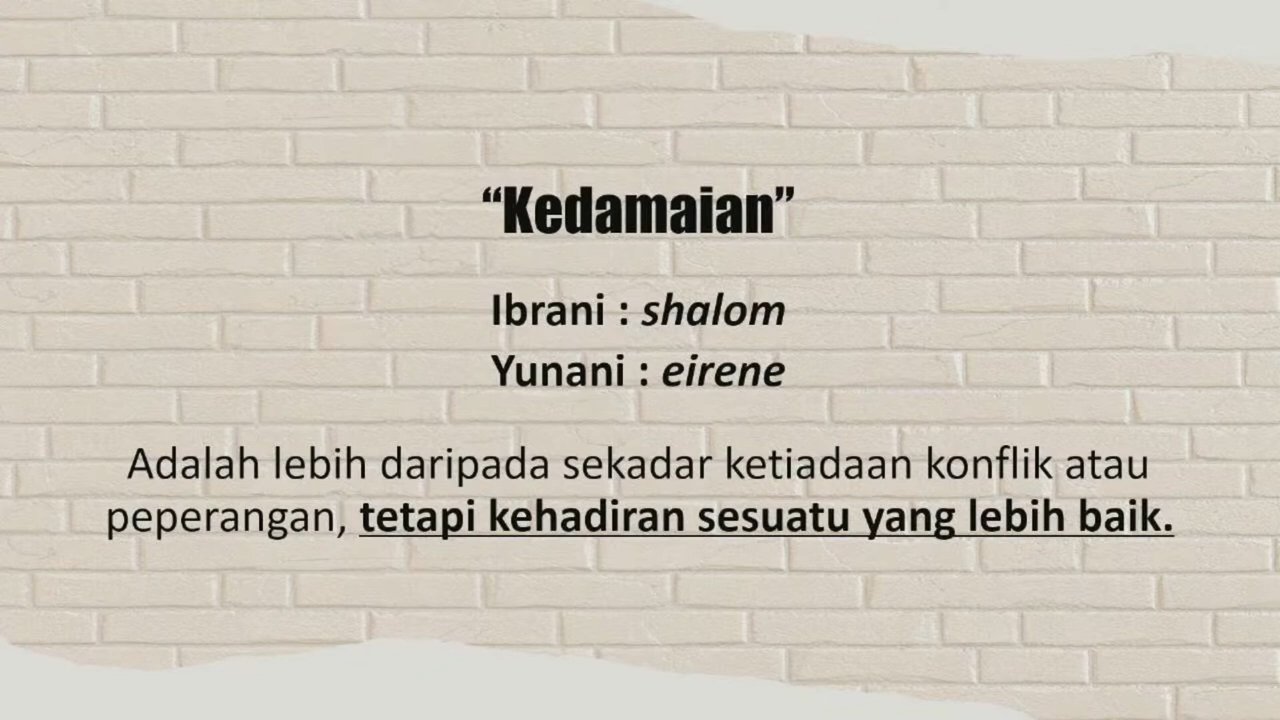 “Kedamaian”
Ibrani : shalom
Yunani : eirene
Adalah lebih daripada sekadar ketiadaan konflik atau
peperangan, tetapi kehadiran sesuatu yang lebih baik.